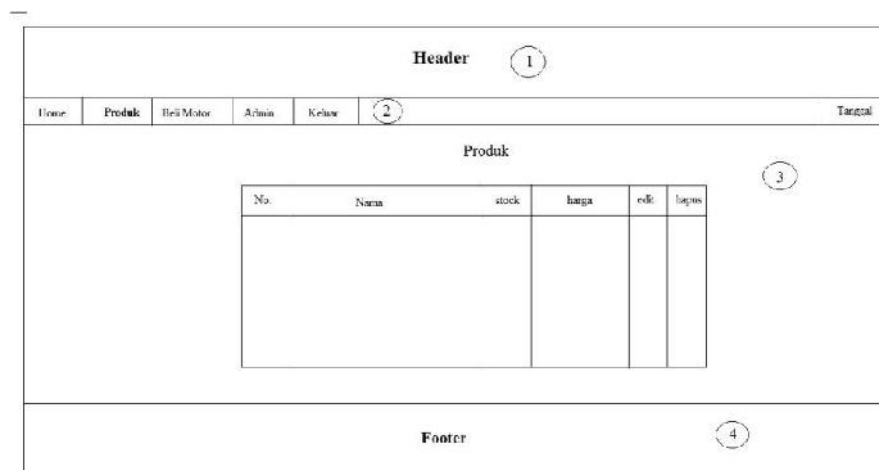 Header 1
Home Produk Beli Motor Admin Keluar 2 Tanggal
Produk
3
No. Nama stock harga edit hapus
Footer 4